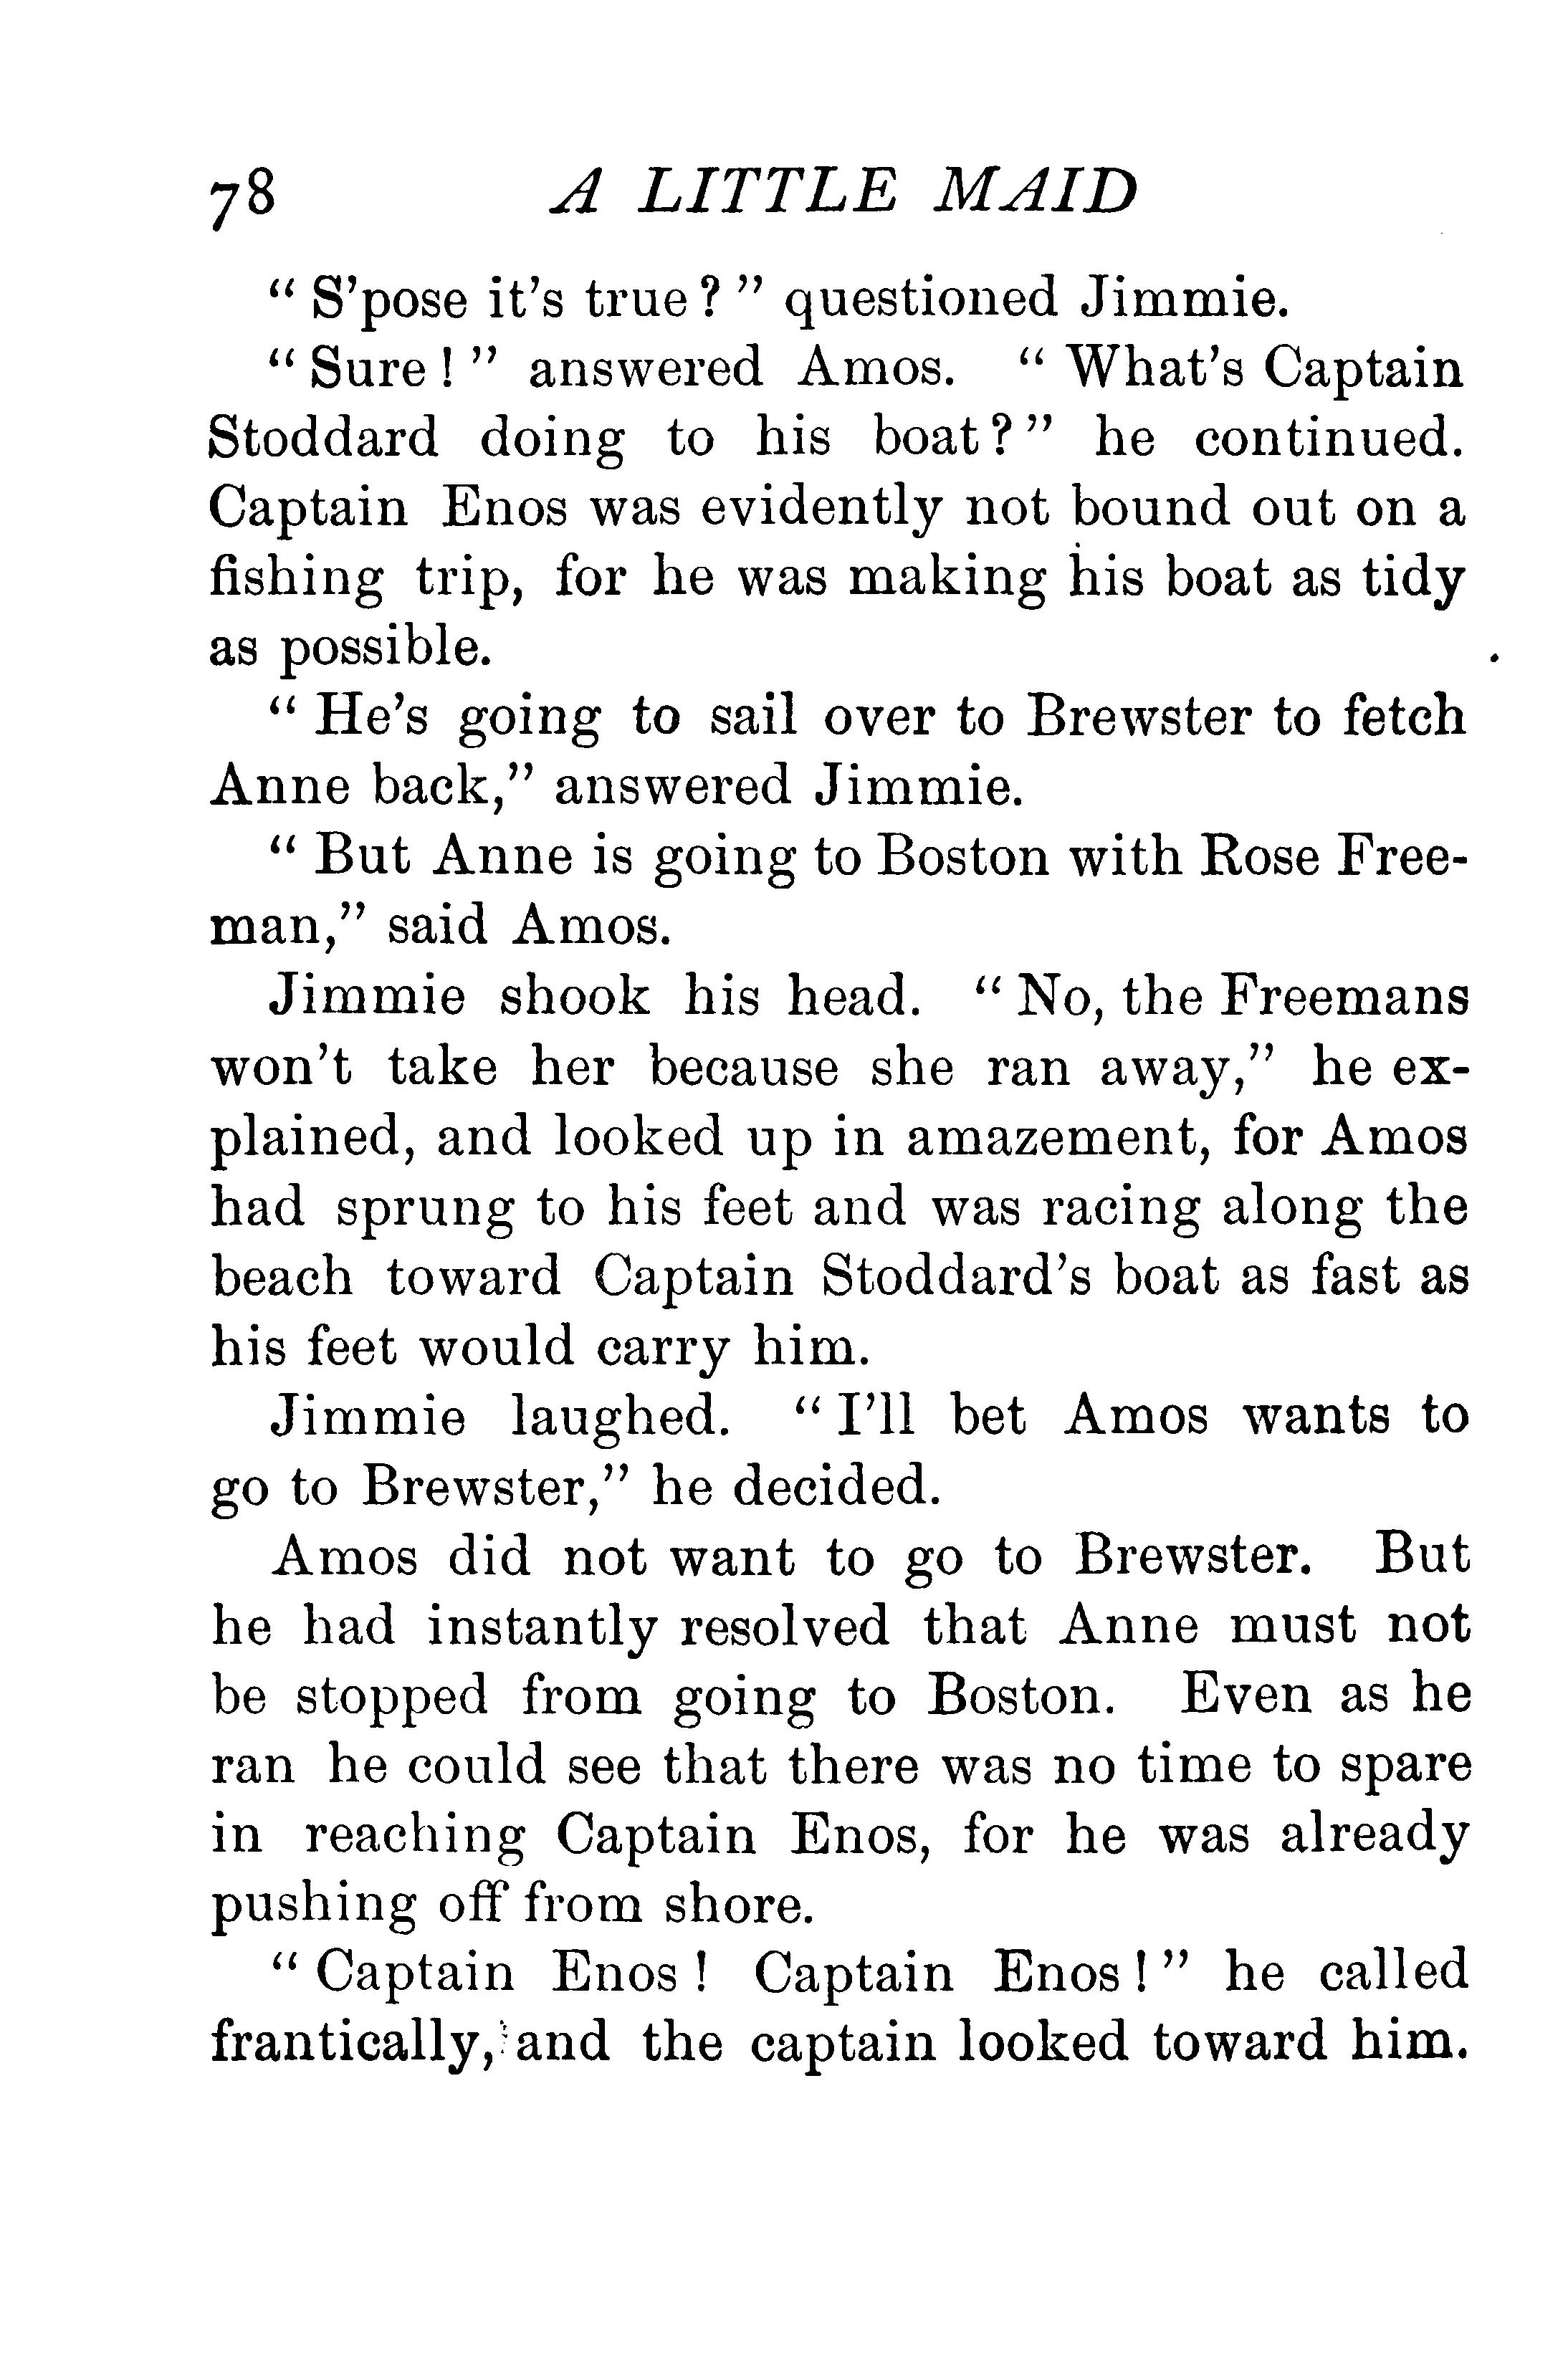 78 A LITTLE MAID
“ S’pose it’s true ? ” questioned Jimmie.
“ Sure ! ” answered Amos. “ What’s Captain
Stoddard doing to his boat ? ” he continued.
Captain Enos was evidently not bound out on a
fishing trip, for he was making his boat as tidy
as possible.
“ He’s going to sail over to Brewster to fetch
Anne back,” answered Jimmie.
“ But Anne is going to Boston with Rose Free-
man,” said Amos.
Jimmie shook his head. “ No, the Freemans
won’t take her because she ran away,” he ex-
plained, and looked up in amazement, for Amos
had sprung to his feet and was racing along the
beach toward Captain Stoddard’s boat as fast as
his feet would carry him.
Jimmie laughed. “ I’ll bet Amos wants to
go to Brewster,” he decided.
Amos did not want to go to Brewster. But
he had instantly resolved that Anne must not
be stopped from going to Boston. Even as he
ran he could see that there was no time to spare
in reaching Captain Enos, for he was already
pushing off from shore.
“ Captain Enos ! Captain Enos ! ” he called
frantically, and the captain looked toward him.